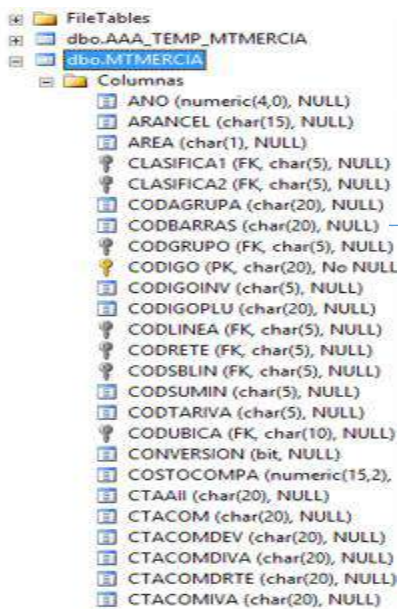 FileTables
dbo.AAA_TEMP_MTMERCIA
dbo.MTMERCIA
Columnas
ANO (numeric(4,0), NULL)
ARANCEL (char(15), NULL)
AREA (char(1), NULL)
CLASIFICA1 (FK, char(5), NULL)
CLASIFICA2 (FK, char(5), NULL)
CODAGRUPA (char(20), NULL)
CODBARRAS (char(20), NULL)
CODGRUPO (FK, char(5), NULL)
CODIGO (PK, char(20), No NULL
CODIGOINV (char(5), NULL)
CODIGOPLU (char(20), NULL)
CODLINEA (FK, char(5), NULL)
CODRETE (FK, char(5), NULL)
CODSBLIN (FK, char(5), NULL)
CODSUMIN (char(5), NULL)
CODTARIVA (char(5), NULL)
CODUBICA (FK, char(10), NULL)
CONVERSION (bit, NULL)
COSTOCOMPA (numeric(15,2),
CTAAII (char(20), NULL)
CTACOM (char(20), NULL)
CTACOMDEV (char(20), NULL)
CTACOMDIVA (char(20), NULL)
CTACOMDRTE (char(20), NULL)
CTACOMIVA (char(20), NULL)